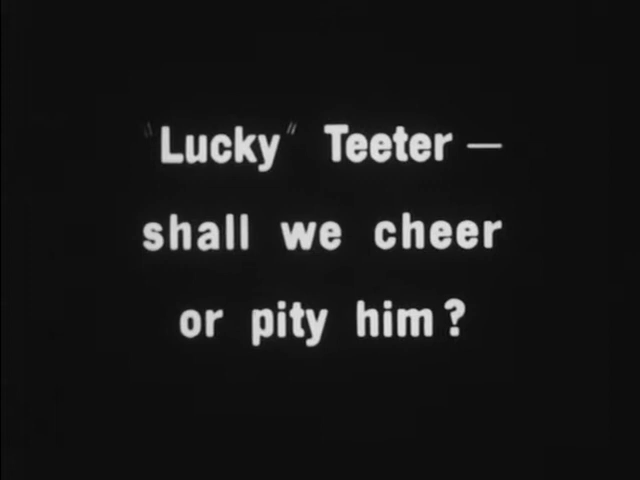 "Lucky" Teeter —
shall we cheer
or pity him?